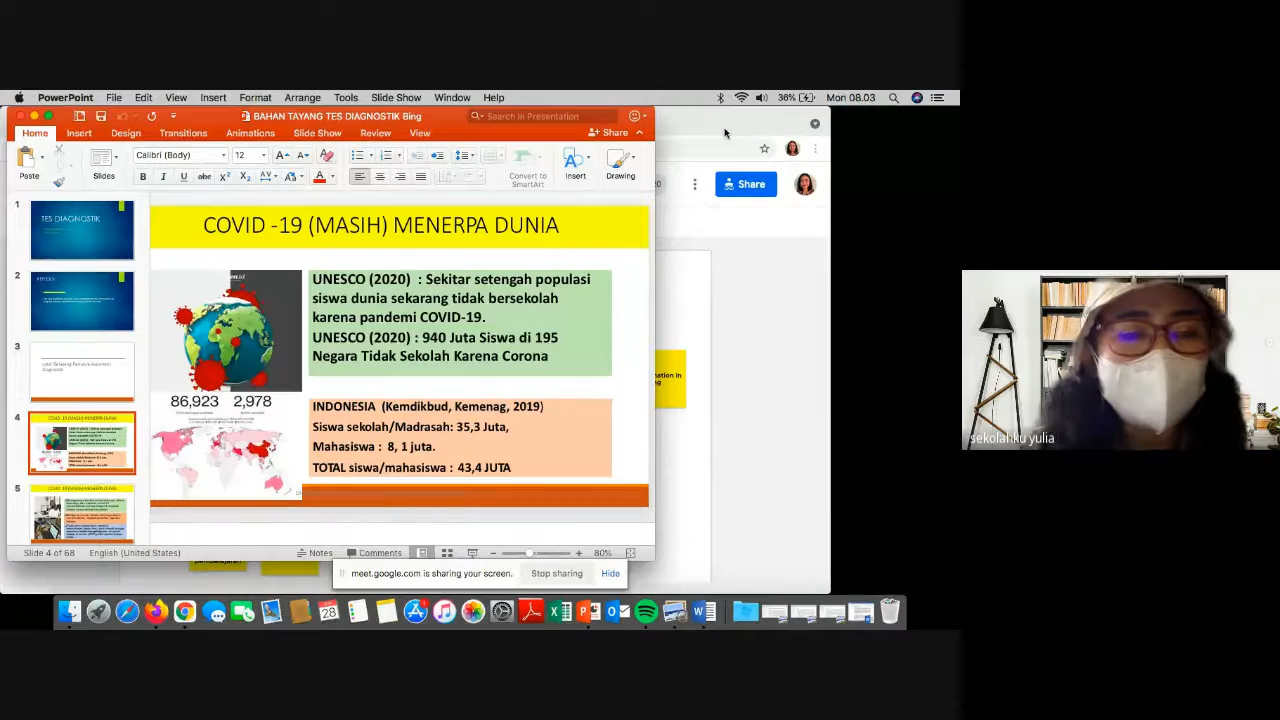 PowerPoint File Edit View Insert Format Arrange Tools Slide Show Window Help
36% Mon 08.03
BAHAN TAYANG TES DIAGNOSTIK Bing
Search in Presentation
Home Insert Design Transitions Animations Slide Show Review View
Share
Paste
Slides
Calibri (Body) 12
Convert to
SmartArt
Insert
Drawing
Share
1
TES DIAGNOSTIK
2
3
4
5
COVID -19 (MASIH) MENERPA DUNIA
UNESCO (2020) : Sekitar setengah populasi
siswa dunia sekarang tidak bersekolah
karena pandemi COVID-19.
UNESCO (2020) : 940 Juta Siswa di 195
Negara Tidak Sekolah Karena Corona
86,923 2,978
INDONESIA (Kemdikbud, Kemenag, 2019)
Siswa sekolah/Madrasah: 35,3 Juta,
Mahasiswa : 8, 1 juta.
TOTAL siswa/mahasiswa : 43,4 JUTA
Slide 4 of 68 English (United States)
Notes Comments 80%
meet.google.com is sharing your screen. Stop sharing Hide
28
sekolahku yulia